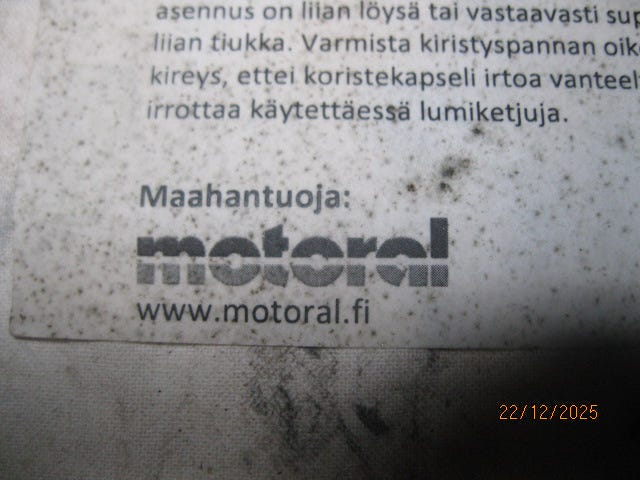 asennus on liian löysä tai vastaavasti
liian tiukka. Varmista kiristyspannan
kireys, ettei koristekapseli irtoa
irrottaa käytettäessä lumiketjuja.
Maahantuoja:
motoral
www.motoral.fi
22/12/2025